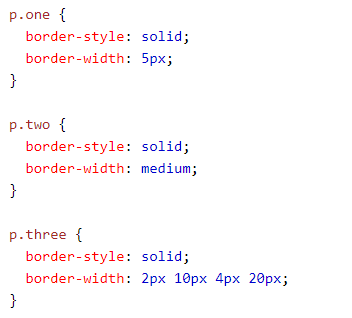 p.one {
  border-style: solid;
  border-width: 5px;
}

p.two {
  border-style: solid;
  border-width: medium;
}

p.three {
  border-style: solid;
  border-width: 2px 10px 4px 20px;
}